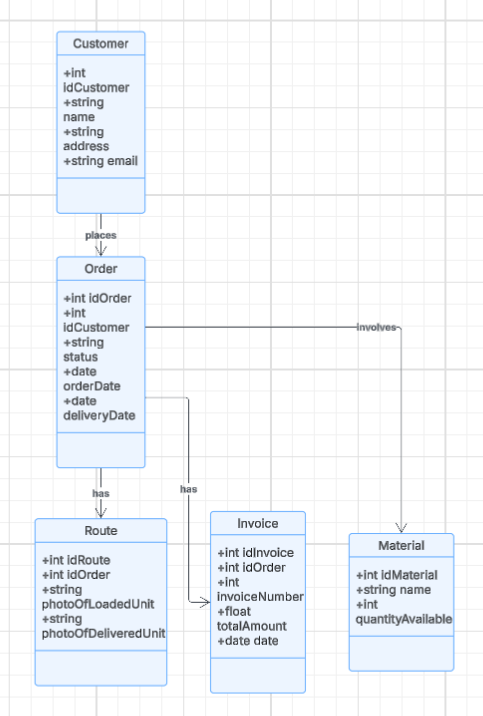 Customer
+int
idCustomer
+string
name
+string
address
+string email
places
Order
+int idOrder
+int
idCustomer
+string
status
+date
orderDate
+date
deliveryDate
involves
has
has
Route
+int idRoute
+int idOrder
+string
photoOfLoadedUnit
+string
photoOfDeliveredUnit
Invoice
+int idInvoice
+int idOrder
+int
invoiceNumber
+float
totalAmount
+date date
Material
+int idMaterial
+string name
+int
quantityAvailable